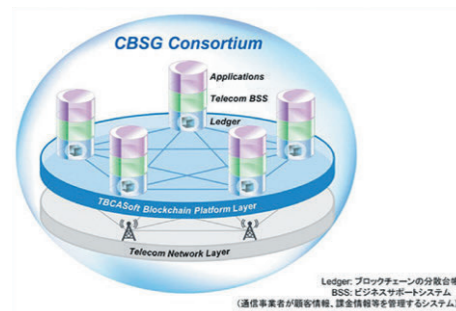 CBSG Consortium
Applications
Telecom BSS
Ledger
TBCASoft Blockchain Platform Layer
Telecom Network Layer
Ledger: ブロックチェーンの分散台帳
BSS: ビジネスサポートシステム
(通信事業者が顧客情報、課金情報等を管理するシステム)